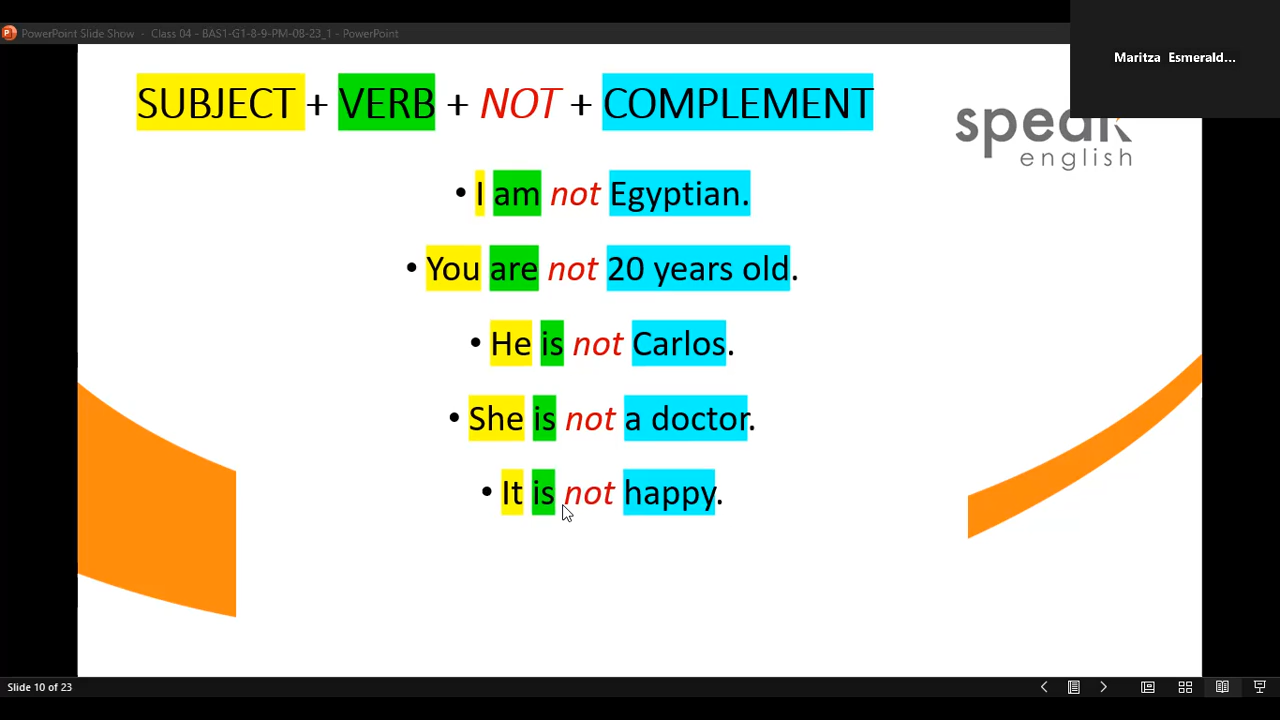 PowerPoint Slide Show - Class 04 - BAS1-G1-8-9-PM-08-23_1 - PowerPoint
Maritza Esmerald...
SUBJECT + VERB + NOT + COMPLEMENT
speak
english
• I am not Egyptian.
• You are not 20 years old.
• He is not Carlos.
• She is not a doctor.
• It is not happy.
Slide 10 of 23